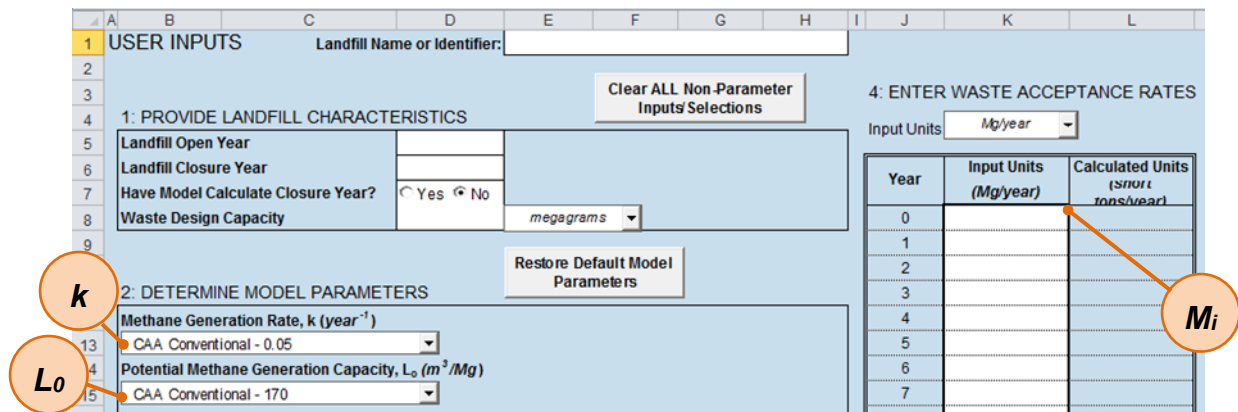 A B C D E F G H I J K L
1 USER INPUTS Landfill Name or Identifier:
2
3 Clear ALL Non-Parameter 4: ENTER WASTE ACCEPTANCE RATES
4 1: PROVIDE LANDFILL CHARACTERISTICS Inputs/Selections Input Units Mg/year
5 Landfill Open Year
6 Landfill Closure Year Year Input Units Calculated Units
7 Have Model Calculate Closure Year? Yes No (Mg/year) (short
tons/year)
8 Waste Design Capacity megagrams 0
9 1
Restore Default Model
Parameters 2
k 2: DETERMINE MODEL PARAMETERS 3
Methane Generation Rate, k (year⁻¹) 4 Mi
13 CAA Conventional - 0.05 5
4 Potential Methane Generation Capacity, Lₒ (m³/Mg) 6
L0 15 CAA Conventional - 170 7